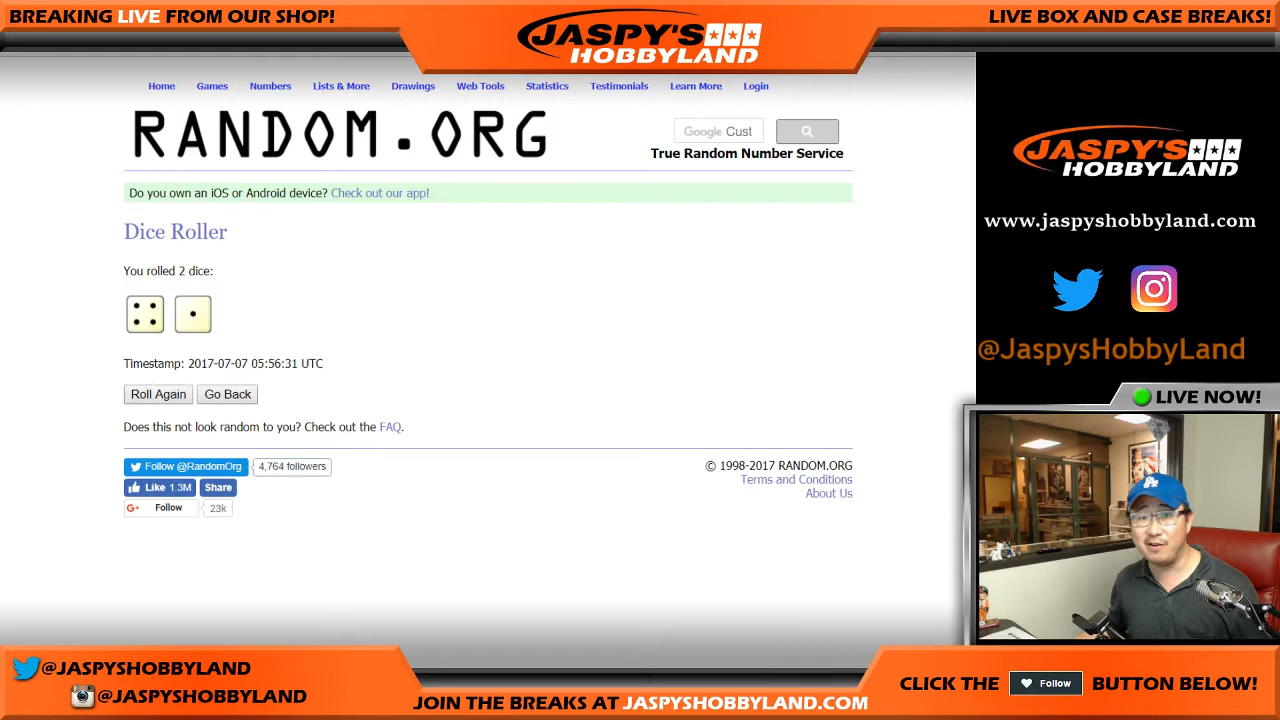 BREAKING LIVE FROM OUR SHOP!
JASPY'S
HOBBYLAND
LIVE BOX AND CASE BREAKS!
Home Games Numbers Lists & More Drawings Web Tools Statistics Testimonials Learn More Login
RANDOM.ORG
Google Cust
True Random Number Service
Do you own an iOS or Android device? Check out our app!
Dice Roller
You rolled 2 dice:
Timestamp: 2017-07-07 05:56:31 UTC
Roll Again Go Back
Does this not look random to you? Check out the FAQ.
Follow @RandomOrg 4,764 followers
Like 1.3M Share
G+ Follow 23k
© 1998-2017 RANDOM.ORG
Terms and Conditions
About Us
JASPY'S
HOBBYLAND
www.jaspyshobbyland.com
@JaspysHobbyLand
LIVE NOW!
LA
@JASPYSHOBBYLAND
@JASPYSHOBBYLAND
JOIN THE BREAKS AT JASPYSHOBBYLAND.COM
CLICK THE Follow BUTTON BELOW!